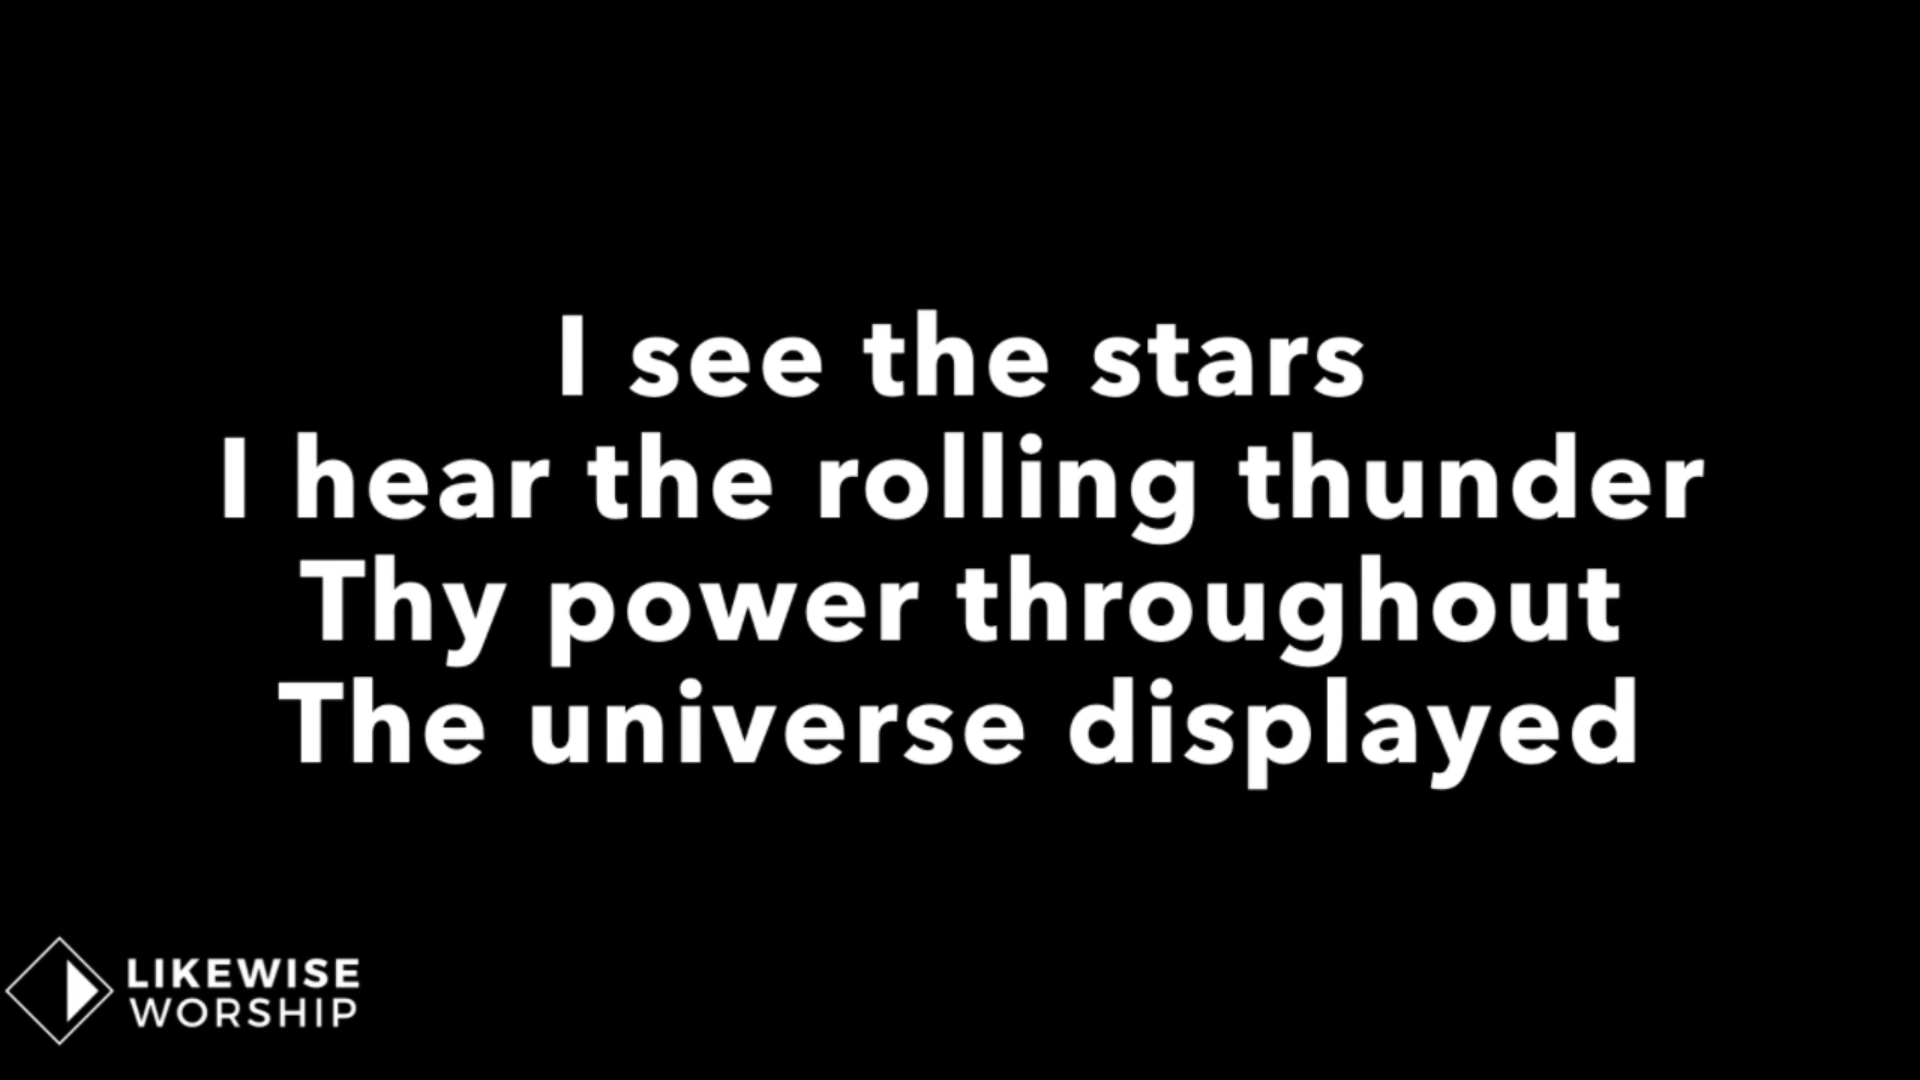 I see the stars
I hear the rolling thunder
Thy power throughout
The universe displayed
LIKEWISE
WORSHIP